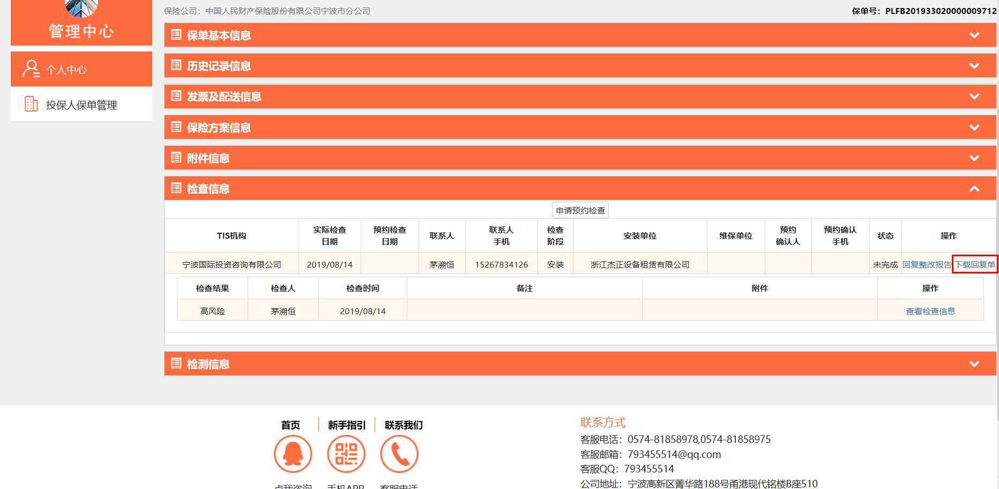 管理中心
个人中心
投保人保单管理
保险公司：中国人民财产保险股份有限公司宁波市分公司
保单号：PLFB201933020000009712
保单基本信息
历史记录信息
发票及配送信息
保险方案信息
附件信息
检查信息
申请预约检查
TIS机构 实际检查日期 预约检查日期 联系人 联系人手机 检查阶段 安装单位 维保单位 预约确认人 预约确认手机 状态 操作
宁波国际投资咨询有限公司 2019/08/14 茅溯恒 15267834126 安装 浙江杰正设备租赁有限公司 未完成 回复整改报告 下载回复单
检查结果 检查人 检查时间 备注 附件 操作
高风险 茅溯恒 2019/08/14 查看检查信息
检测信息
首页 新手指引 联系我们
点我咨询 手机APP 客服电话
联系方式
客服电话：0574-81858978,0574-81858975
客服邮箱：793455514@qq.com
客服QQ：793455514
公司地址：宁波高新区菁华路188号甬港现代铭楼B座510